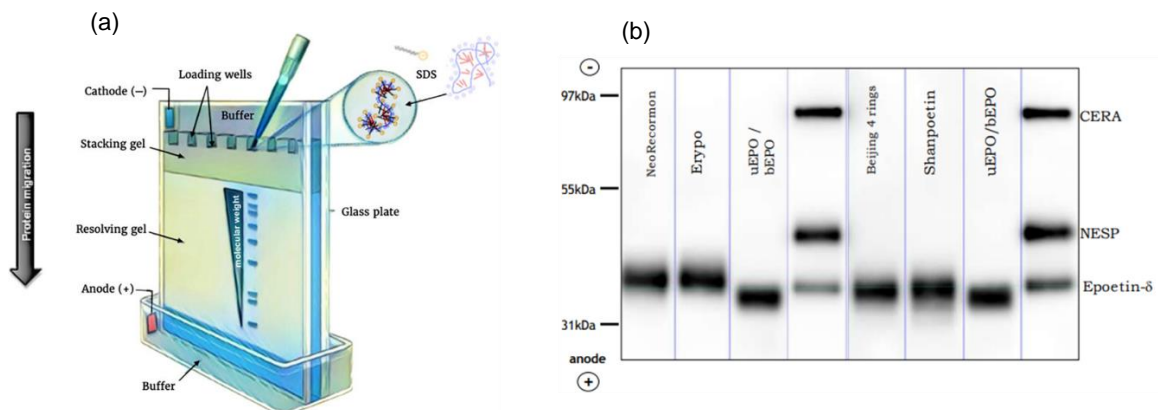 (a)
Loading wells
SDS
Cathode (−)
Buffer
Stacking gel
Protein migration
molecular weight
Glass plate
Resolving gel
Anode (+)
Buffer
(b)
-
97kDa
55kDa
31kDa
anode
+
NeoRecormon
Erypo
uEPO /
bEPO
Beijing 4 rings
Shanpoetin
uEPO/bEPO
CERA
NESP
Epoetin-δ